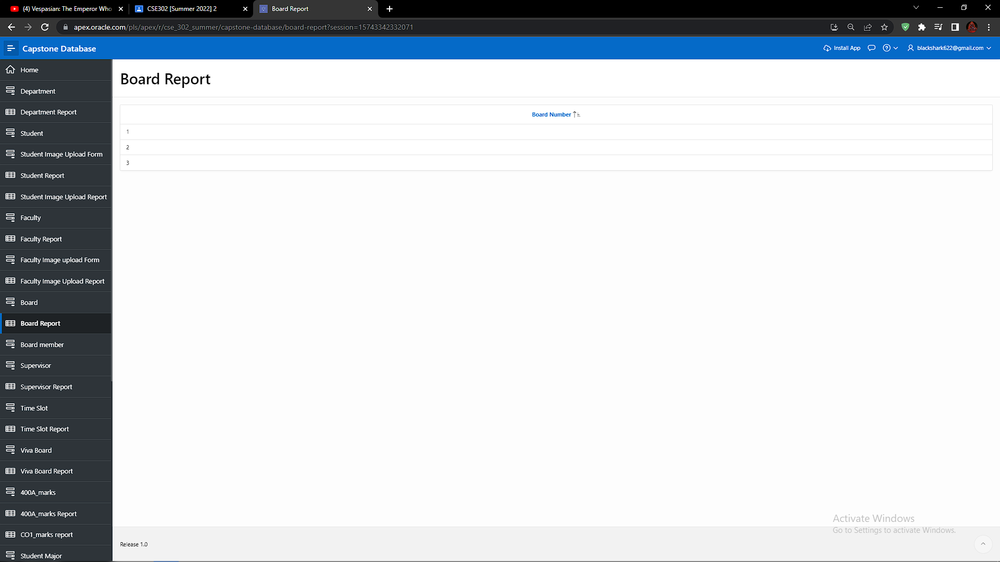 (4) Vespasian: The Emperor Who
CSE302 [Summer 2022] 2
Board Report
apex.oracle.com/pls/apex/r/cse_302_summer/capstone-database/board-report?session=15743342332071
Capstone Database
Install App
blackshark622@gmail.com
Home
Department
Department Report
Student
Student Image Upload Form
Student Report
Student Image Upload Report
Faculty
Faculty Report
Faculty Image upload Form
Faculty Image Upload Report
Board
Board Report
Board member
Supervisor
Supervisor Report
Time Slot
Time Slot Report
Viva Board
Viva Board Report
400A_marks
400A_marks Report
CO1_marks report
Student Major
Board Report
Board Number
1
2
3
Activate Windows
Go to Settings to activate Windows.
Release 1.0